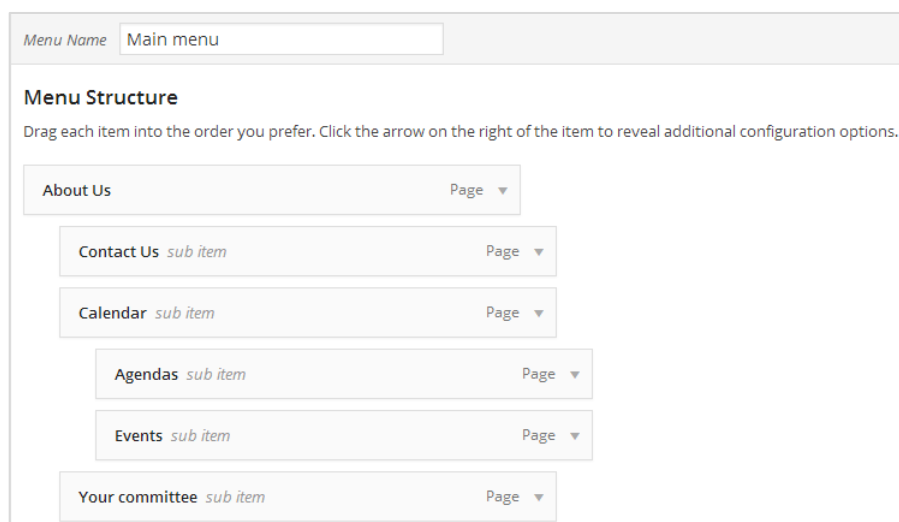 Menu Name Main menu
Menu Structure
Drag each item into the order you prefer. Click the arrow on the right of the item to reveal additional configuration options.
About Us Page
Contact Us sub item Page
Calendar sub item Page
Agendas sub item Page
Events sub item Page
Your committee sub item Page